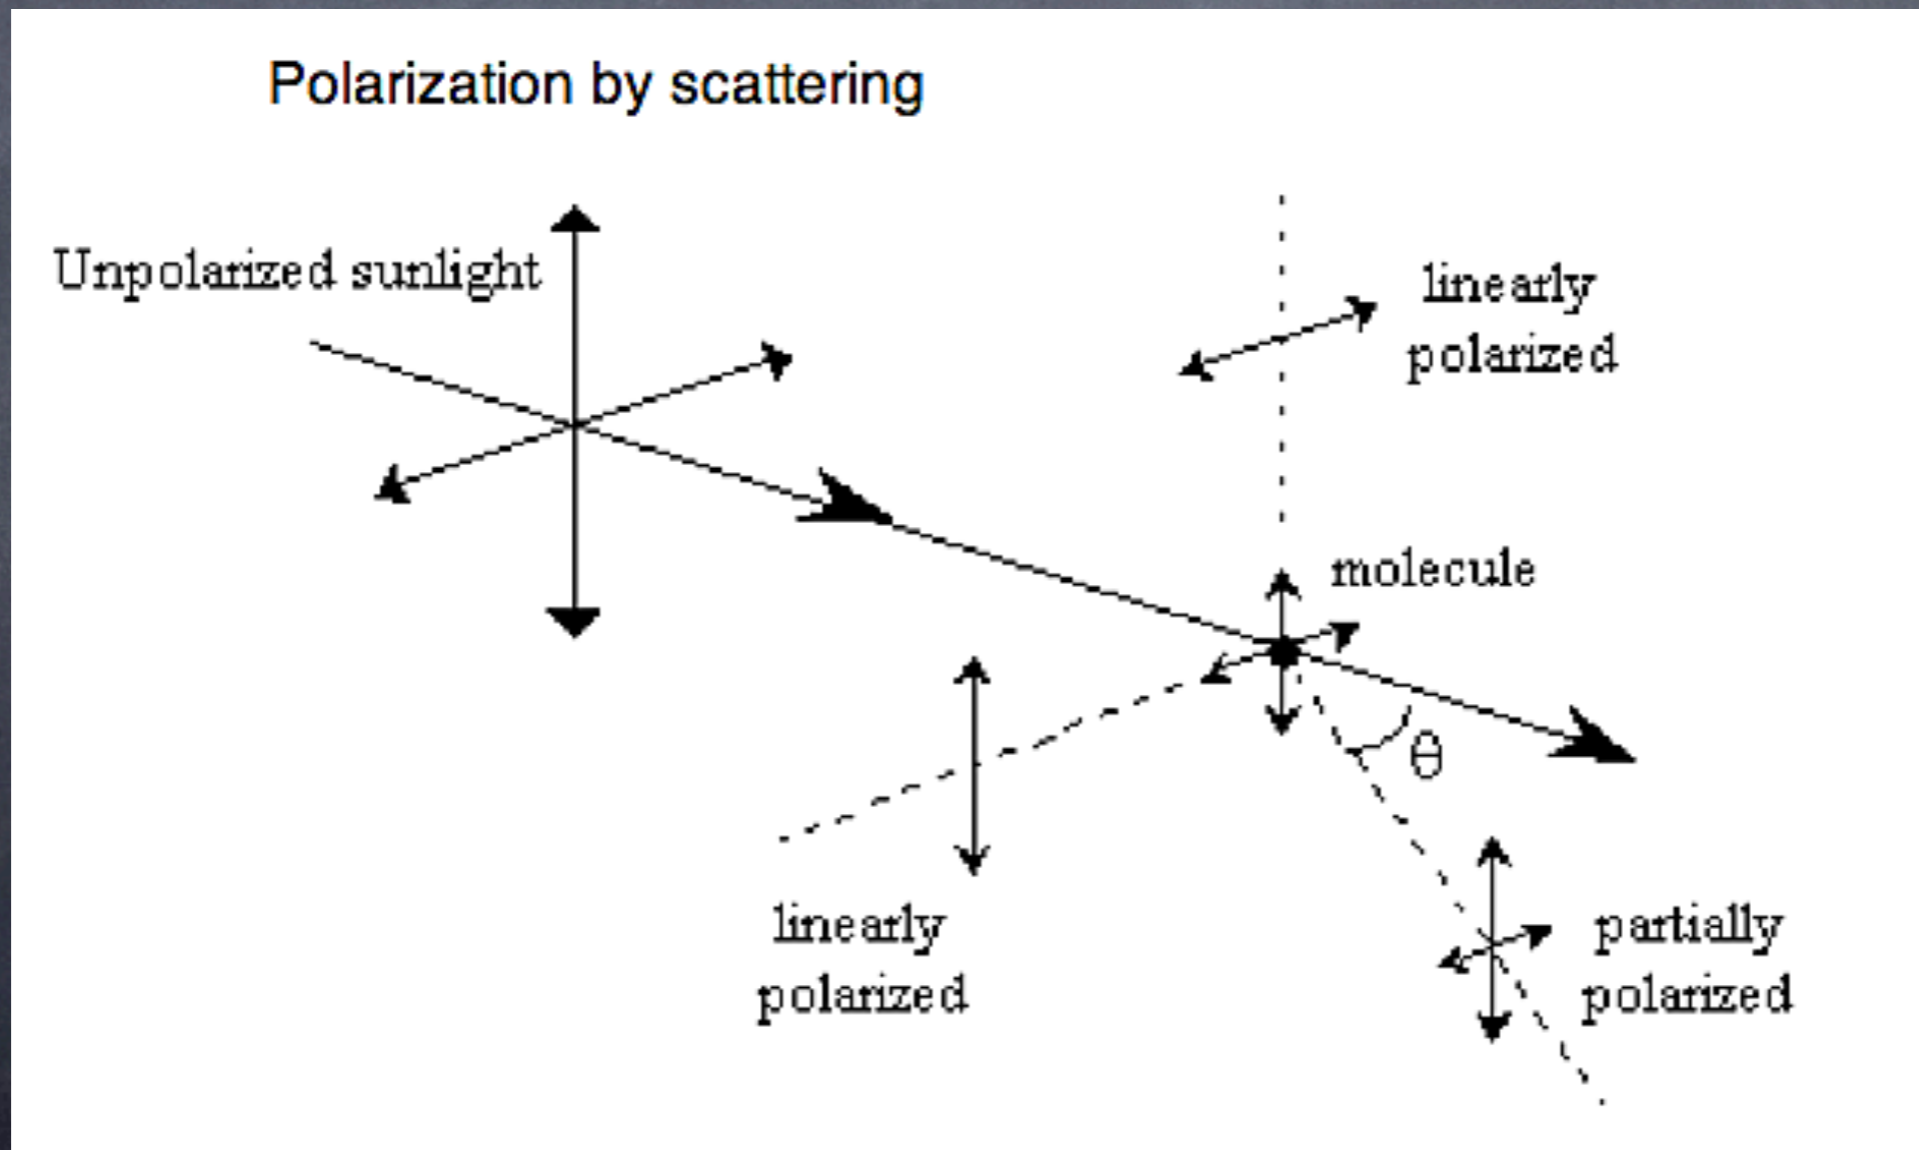 Polarization by scattering
Unpolarized sunlight
linearly
polarized
molecule
θ
linearly
polarized
partially
polarized